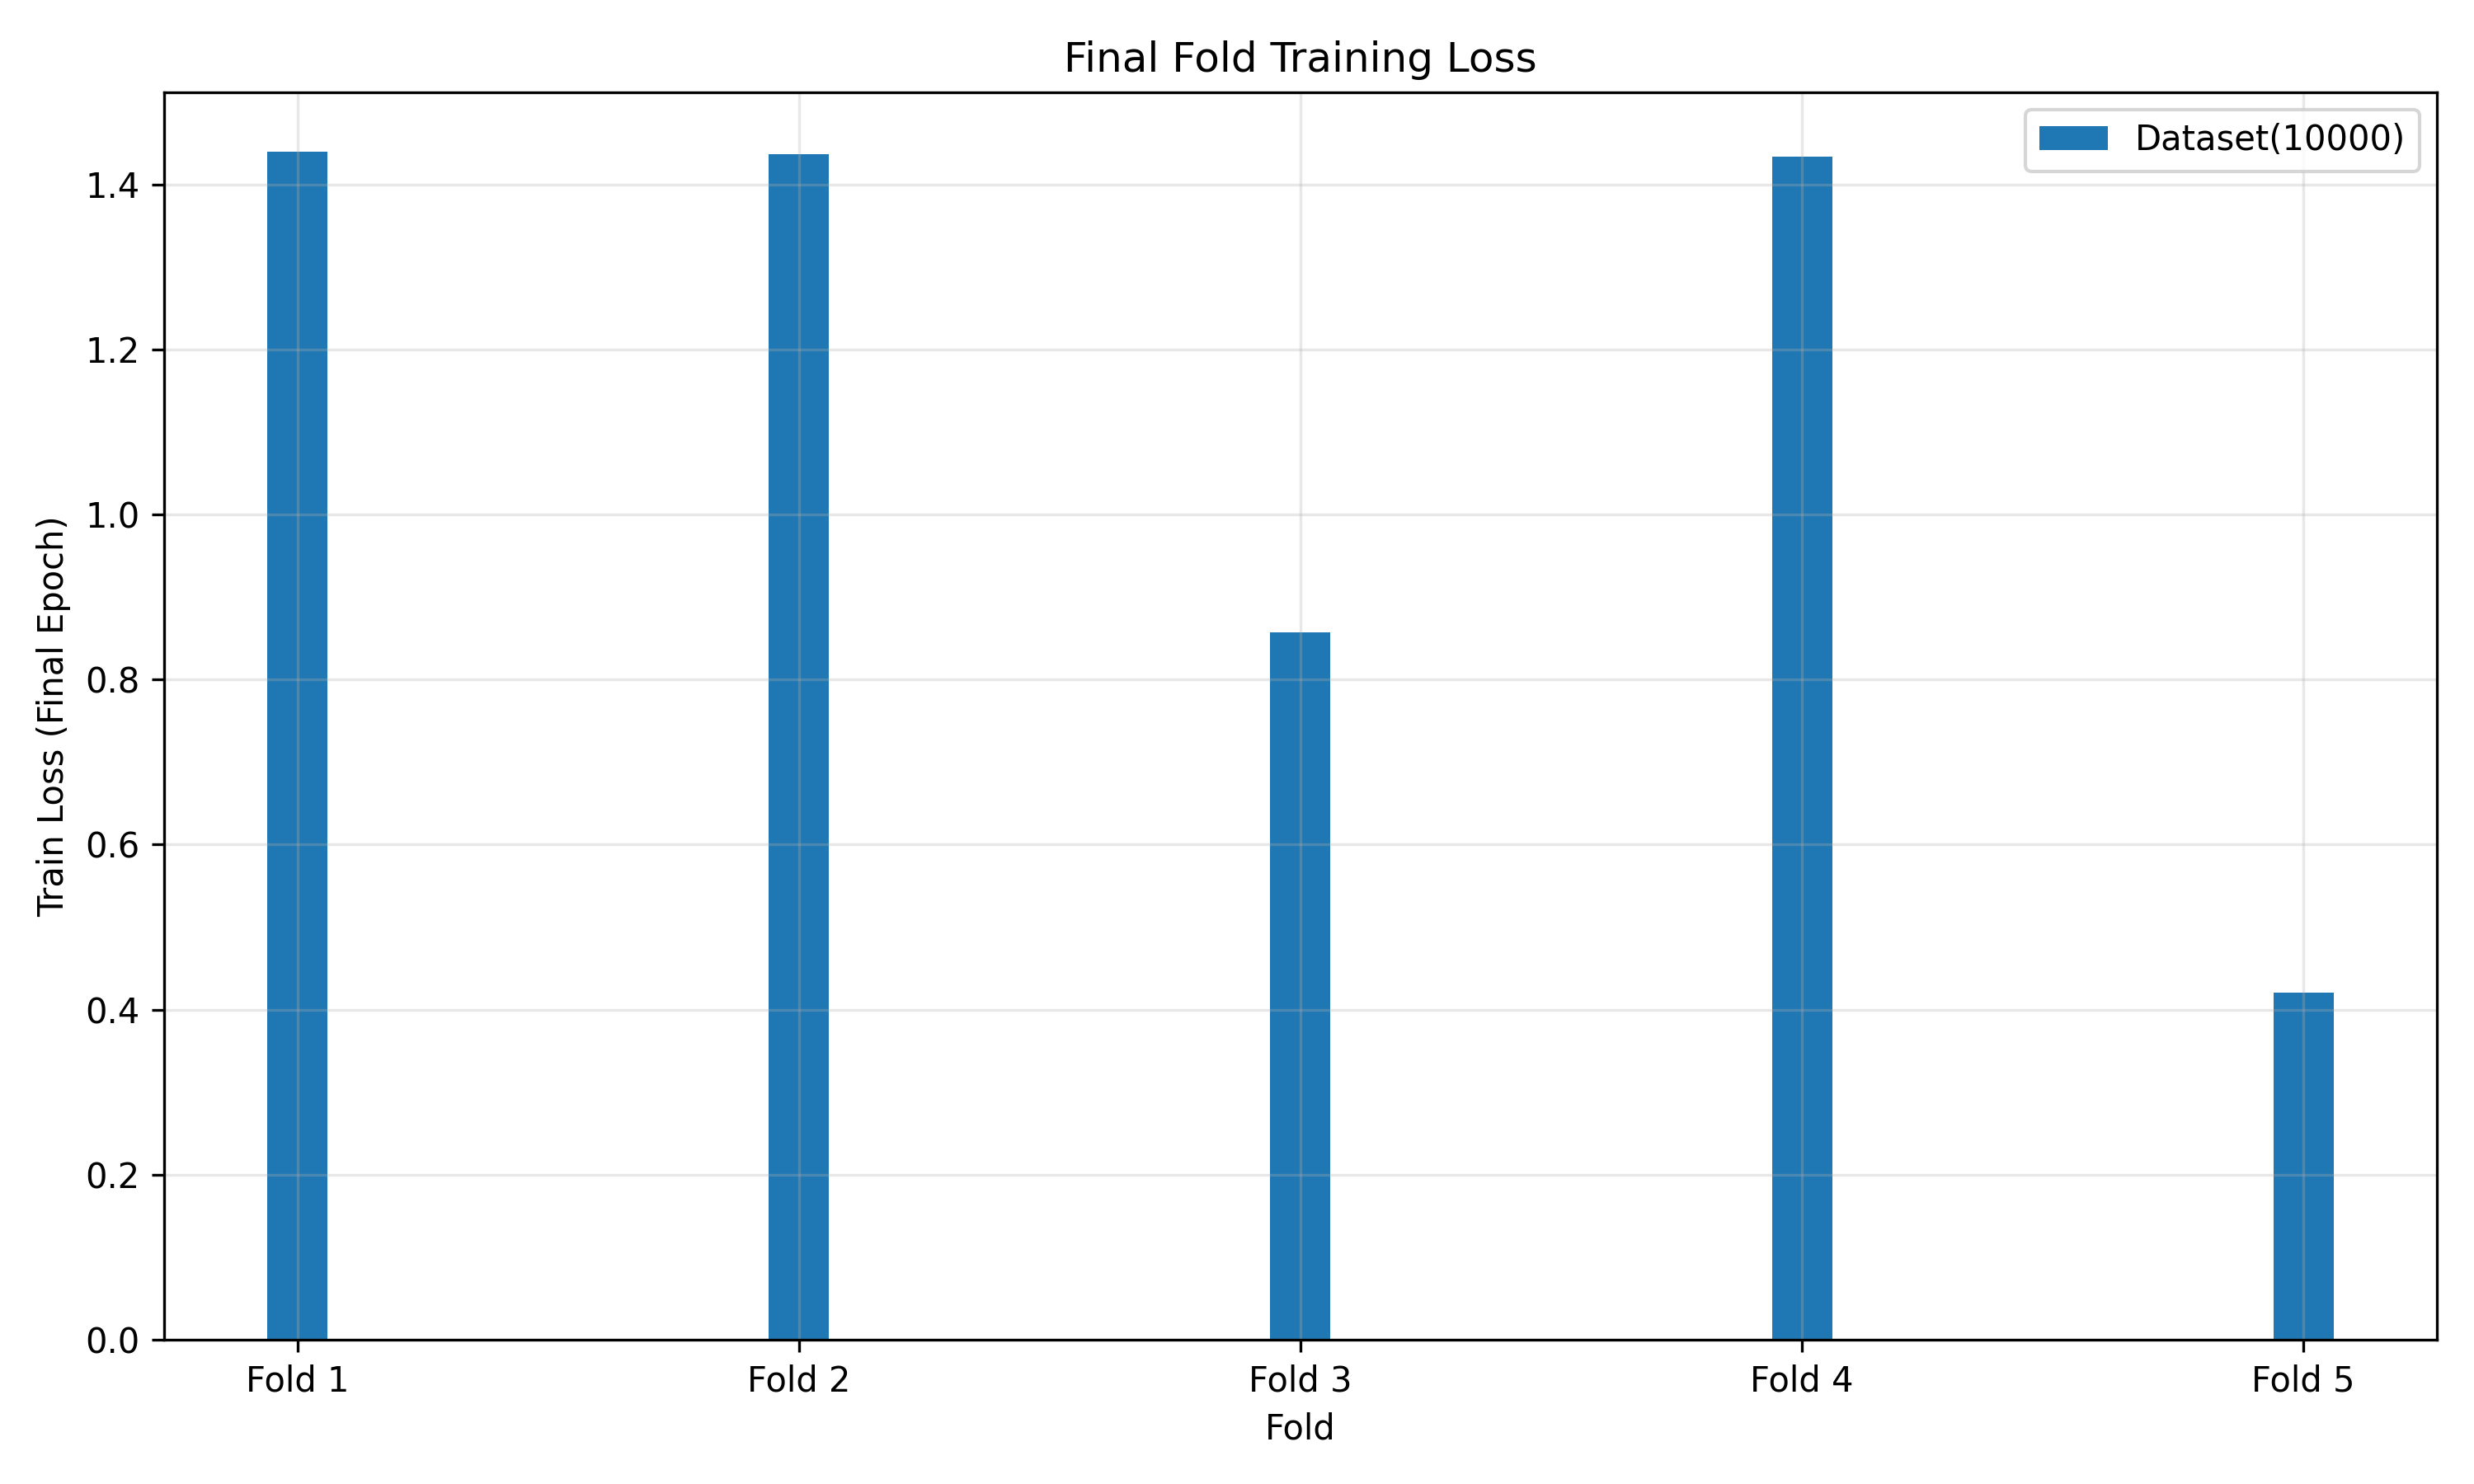 Final Fold Training Loss
Dataset(10000)
Train Loss (Final Epoch)
1.4
1.2
1.0
0.8
0.6
0.4
0.2
0.0
Fold 1 Fold 2 Fold 3 Fold 4 Fold 5
Fold